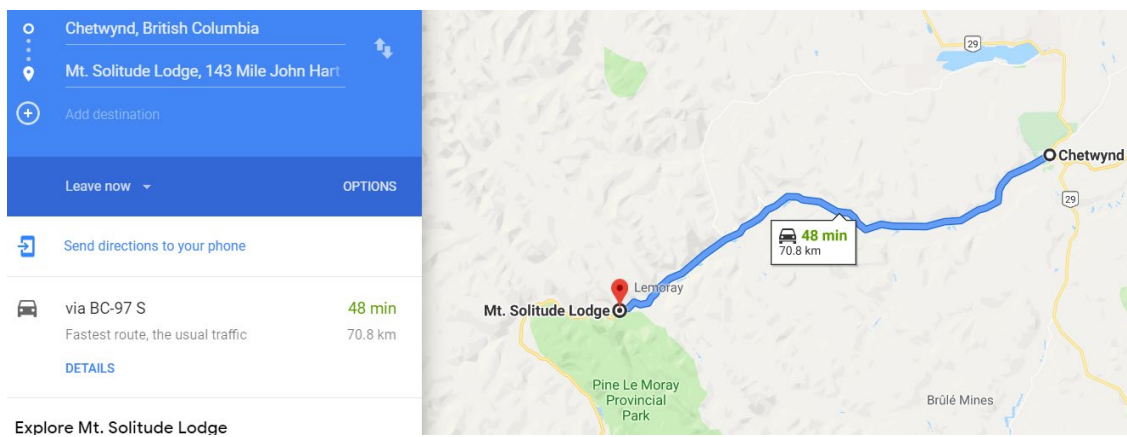 Chetwynd, British Columbia
Mt. Solitude Lodge, 143 Mile John Hart
Add destination
Leave now
OPTIONS
Send directions to your phone
via BC-97 S
48 min
Fastest route, the usual traffic
70.8 km
DETAILS
Explore Mt. Solitude Lodge
29
Chetwynd
29
48 min
70.8 km
Lemoray
Mt. Solitude Lodge
Pine Le Moray
Provincial
Park
Brûlé Mines